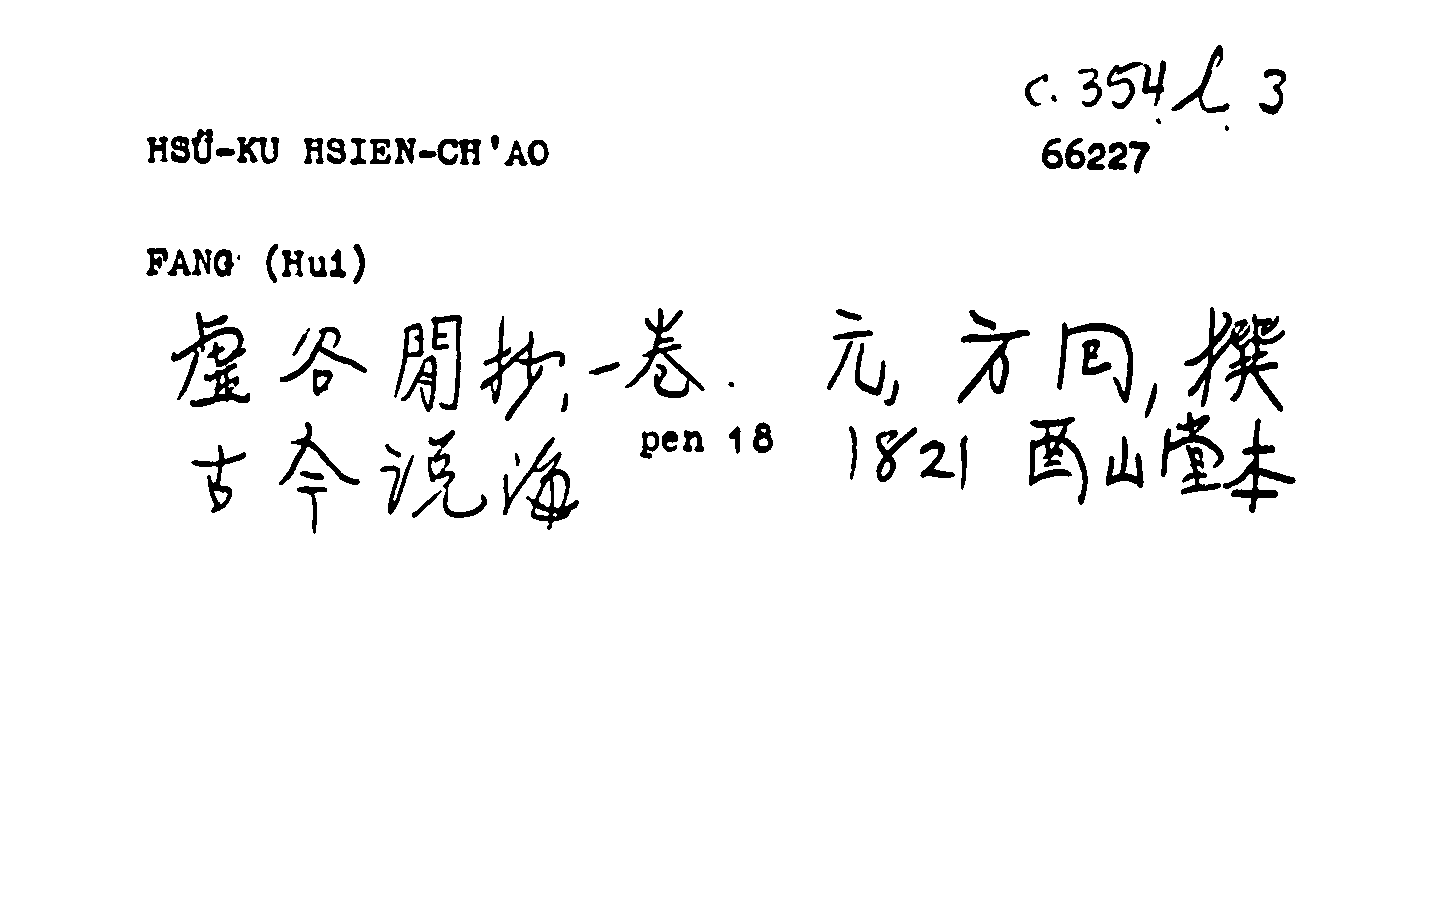 c. 354 l 3
HSÜ-KU HSIEN-CH'AO 66227
FANG (Hui)
虛谷閒抄, 一卷. 元, 方回, 撰
古今説海 pen 18 1821 酉山堂本